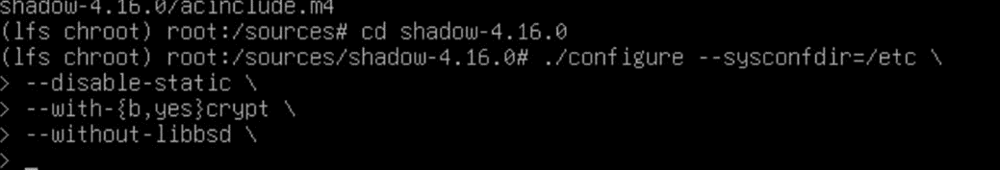 shadow-4.16.0/acinclude.m4
(lfs chroot) root:/sources# cd shadow-4.16.0
(lfs chroot) root:/sources/shadow-4.16.0# ./configure --sysconfdir=/etc \
> --disable-static \
> --with-{b,yes}crypt \
> --without-libbsd \
> _